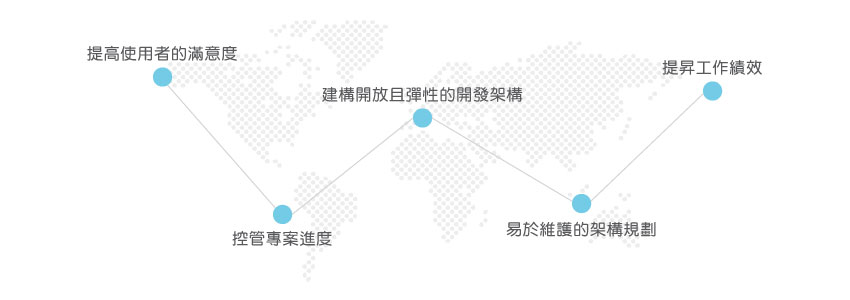 提高使用者的滿意度
控管專案進度
建構開放且彈性的開發架構
易於維護的架構規劃
提昇工作績效